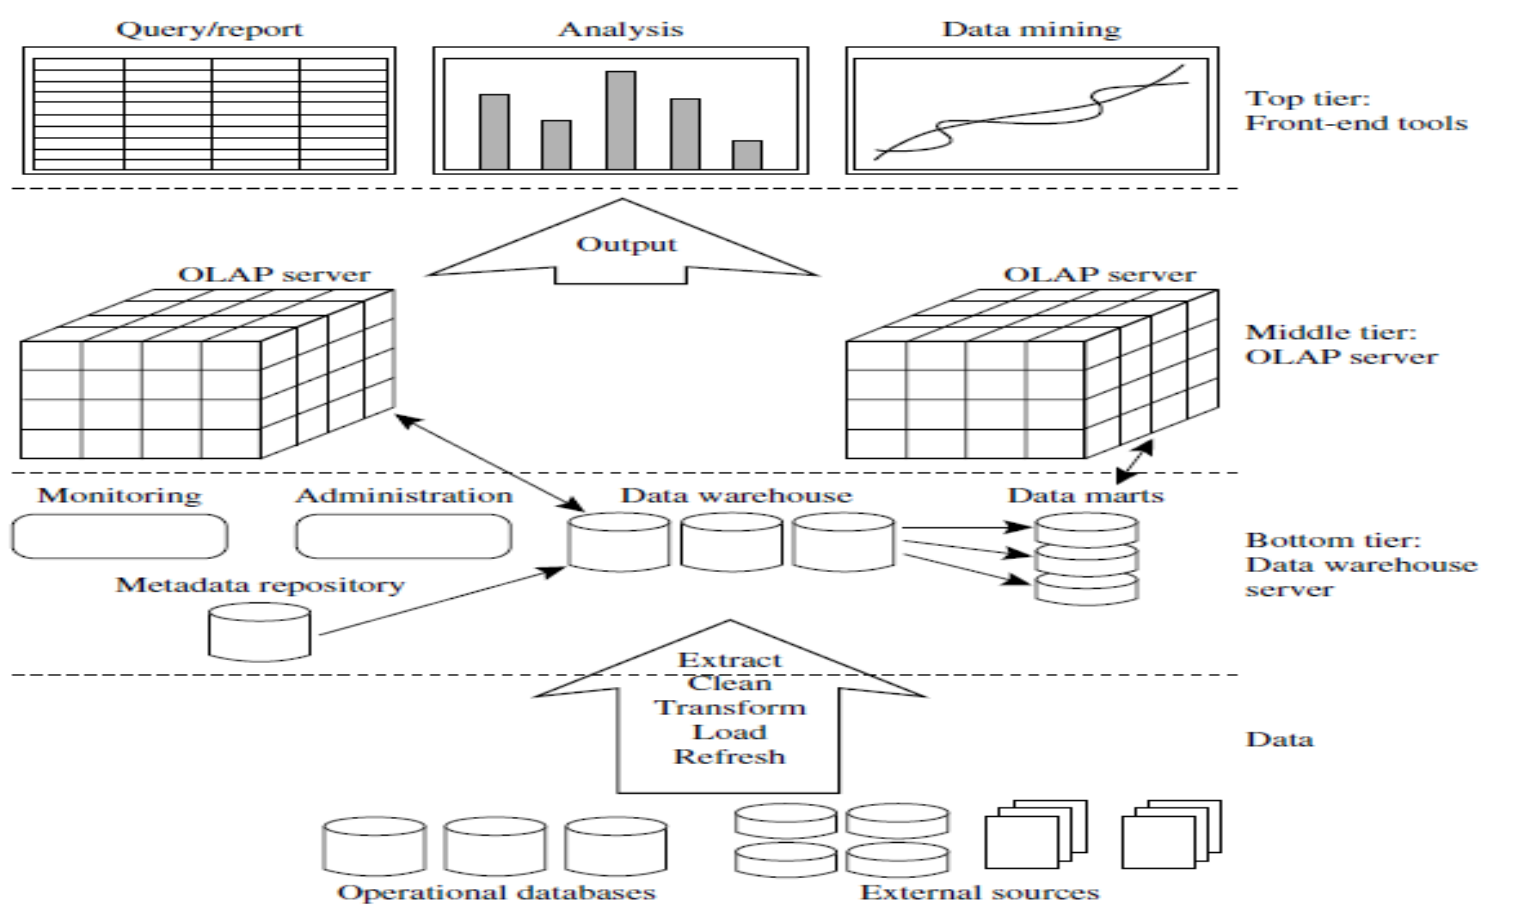 Query/report
Analysis
Data mining
Top tier:
Front-end tools
Output
OLAP server
OLAP server
Middle tier:
OLAP server
Monitoring
Administration
Data warehouse
Data marts
Bottom tier:
Data warehouse
server
Metadata repository
Extract
Clean
Transform
Load
Refresh
Data
Operational databases
External sources